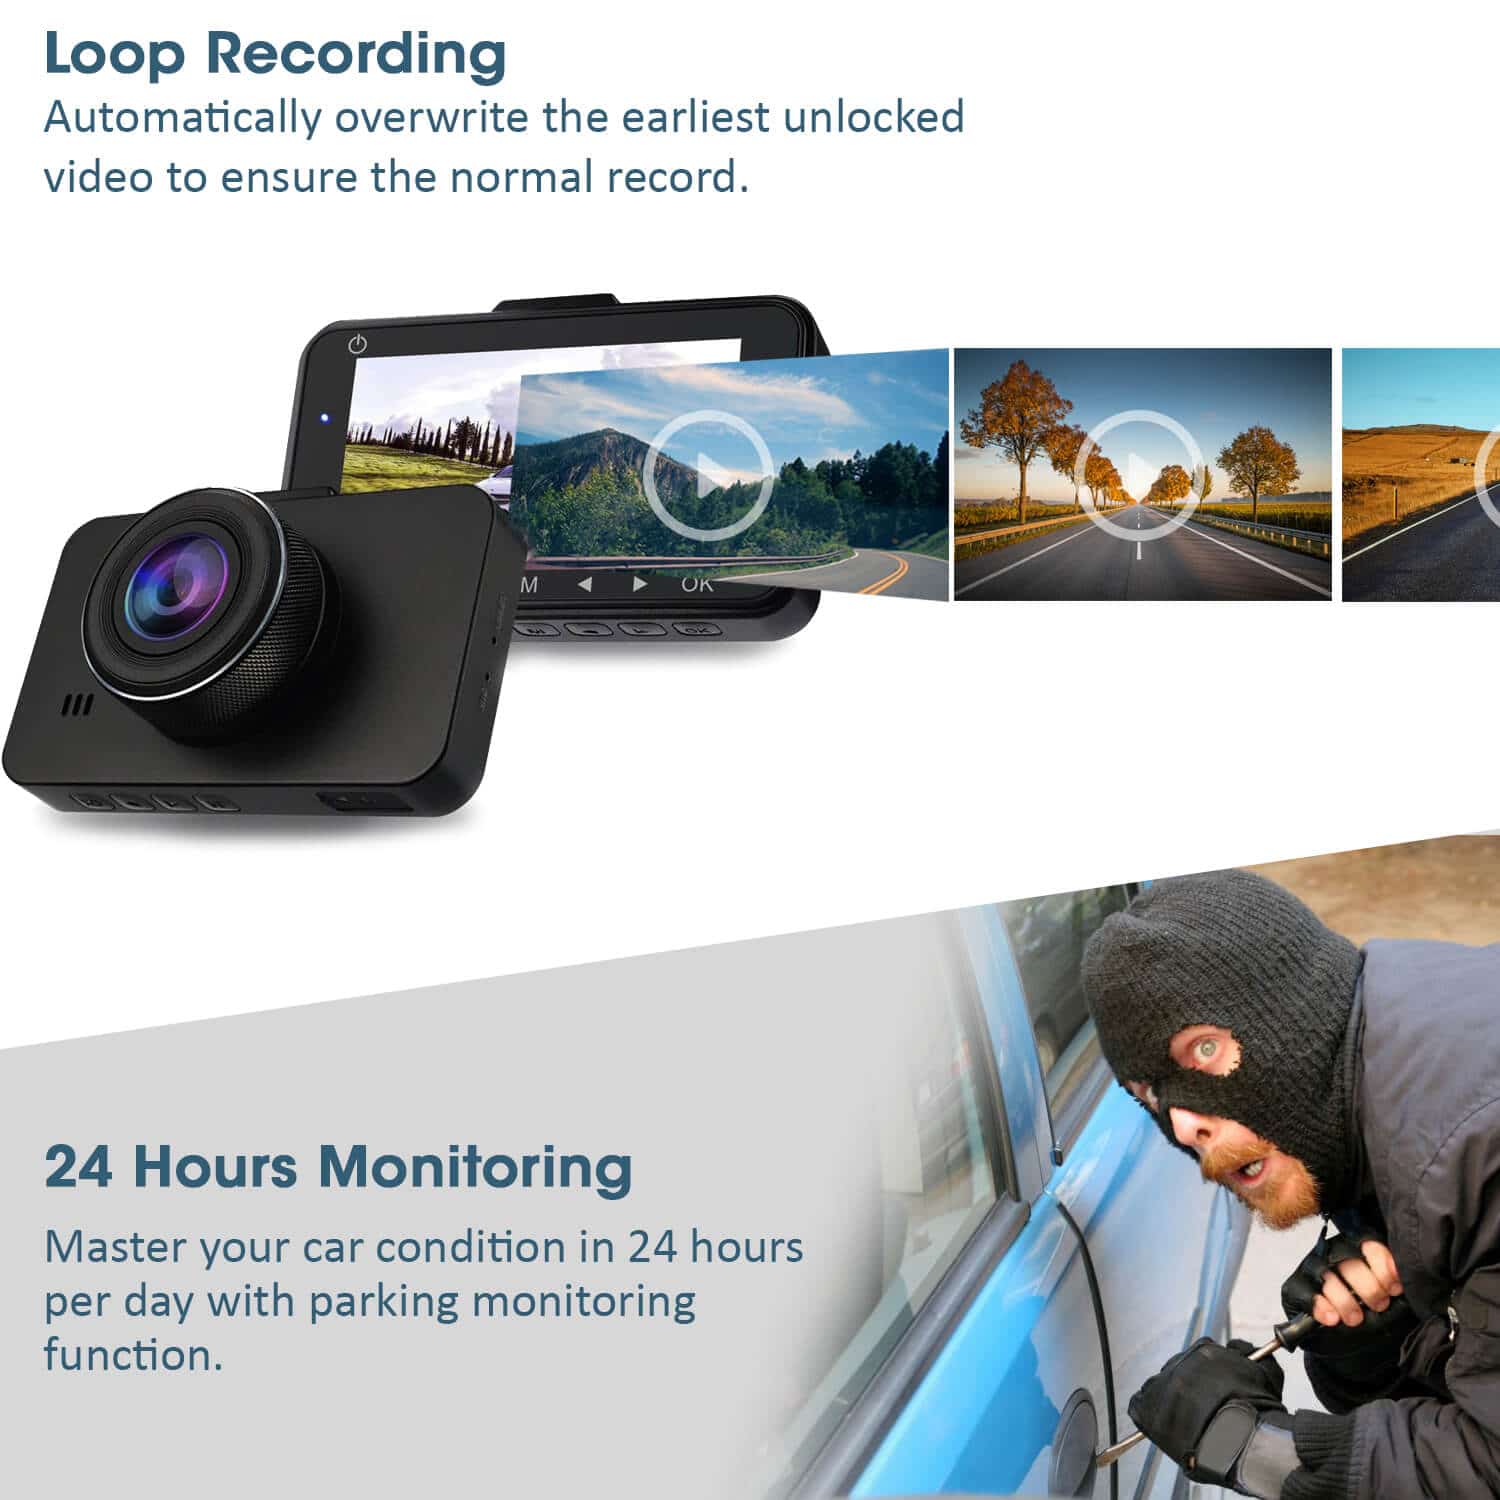 Loop Recording
Automatically overwrite the earliest unlocked
video to ensure the normal record.
M OK
OK
24 Hours Monitoring
Master your car condition in 24 hours
per day with parking monitoring
function.